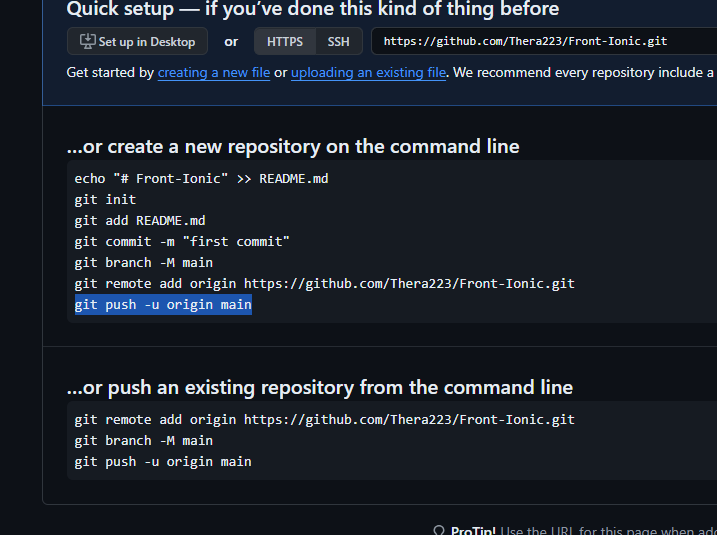 Quick setup — if you’ve done this kind of thing before
Set up in Desktop or HTTPS SSH https://github.com/Thera223/Front-Ionic.git
Get started by creating a new file or uploading an existing file. We recommend every repository include a
…or create a new repository on the command line
echo "# Front-Ionic" >> README.md
git init
git add README.md
git commit -m "first commit"
git branch -M main
git remote add origin https://github.com/Thera223/Front-Ionic.git
git push -u origin main
…or push an existing repository from the command line
git remote add origin https://github.com/Thera223/Front-Ionic.git
git branch -M main
git push -u origin main
ProTip! Use the URL for this page when